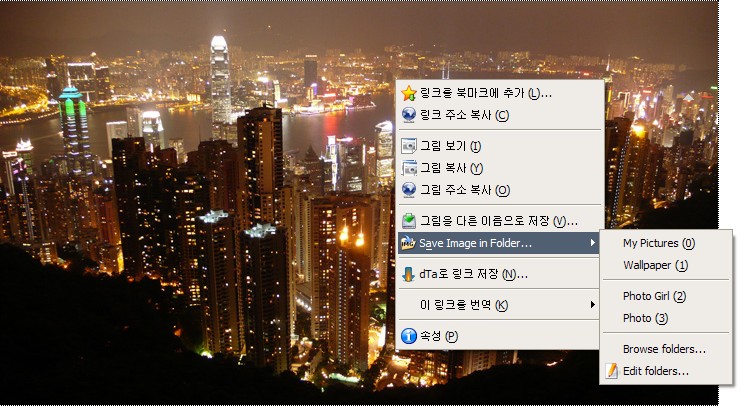 링크을 북마크에 추가 (L)...
링크 주소 복사 (C)
그림 보기 (I)
그림 복사 (Y)
그림 주소 복사 (O)
그림을 다른 이름으로 저장 (V)...
Save Image in Folder...
dTa로 링크 저장 (N)...
이 링크을 번역 (K)
속성 (P)
My Pictures (0)
Wallpaper (1)
Photo Girl (2)
Photo (3)
Browse folders...
Edit folders...